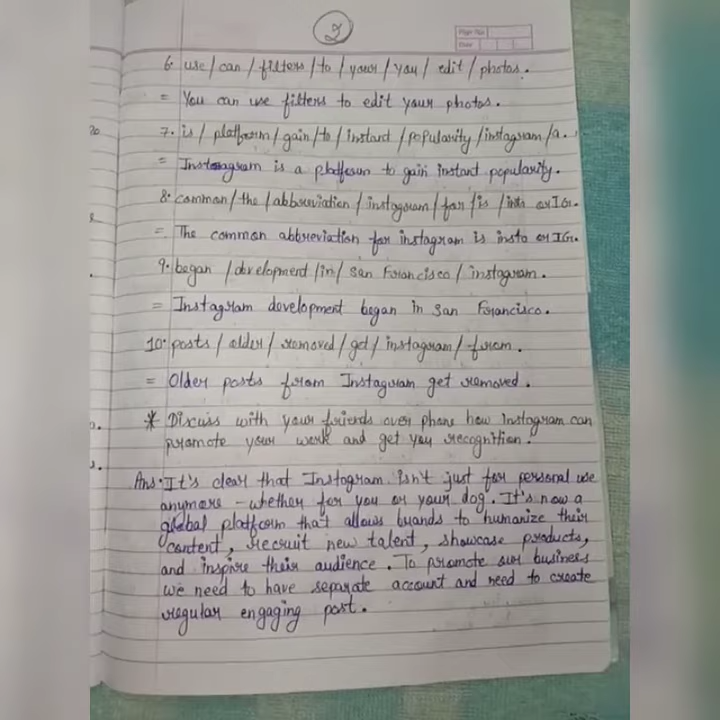 2
Page No.
Date
6. use / can / filters / to / your / you / edit / photos.
= You can use filters to edit your photos.
7. is / platform / gain / to / instant / popularity / instagram / a.
= Instagram is a platform to gain instant popularity.
8. common / the / abbreviation / instagram / for / is / insta or IG.
= The common abbreviation for instagram is insta or IG.
9. began / development / in / San Francisco / instagram.
= Instagram development began in San Francisco.
10. posts / older / removed / get / instagram / from.
= Older posts from Instagram get removed.
* Discuss with your friends over phone how instagram can
promote your work and get you recognition.
Ans. It's clear that Instagram isn't just for personal use
anymore - whether for you or your dog. It's now a
global platform that allows brands to humanize their
content, recruit new talent, showcase products,
and inspire their audience. To promote our business
we need to have separate account and need to create
regular engaging post.